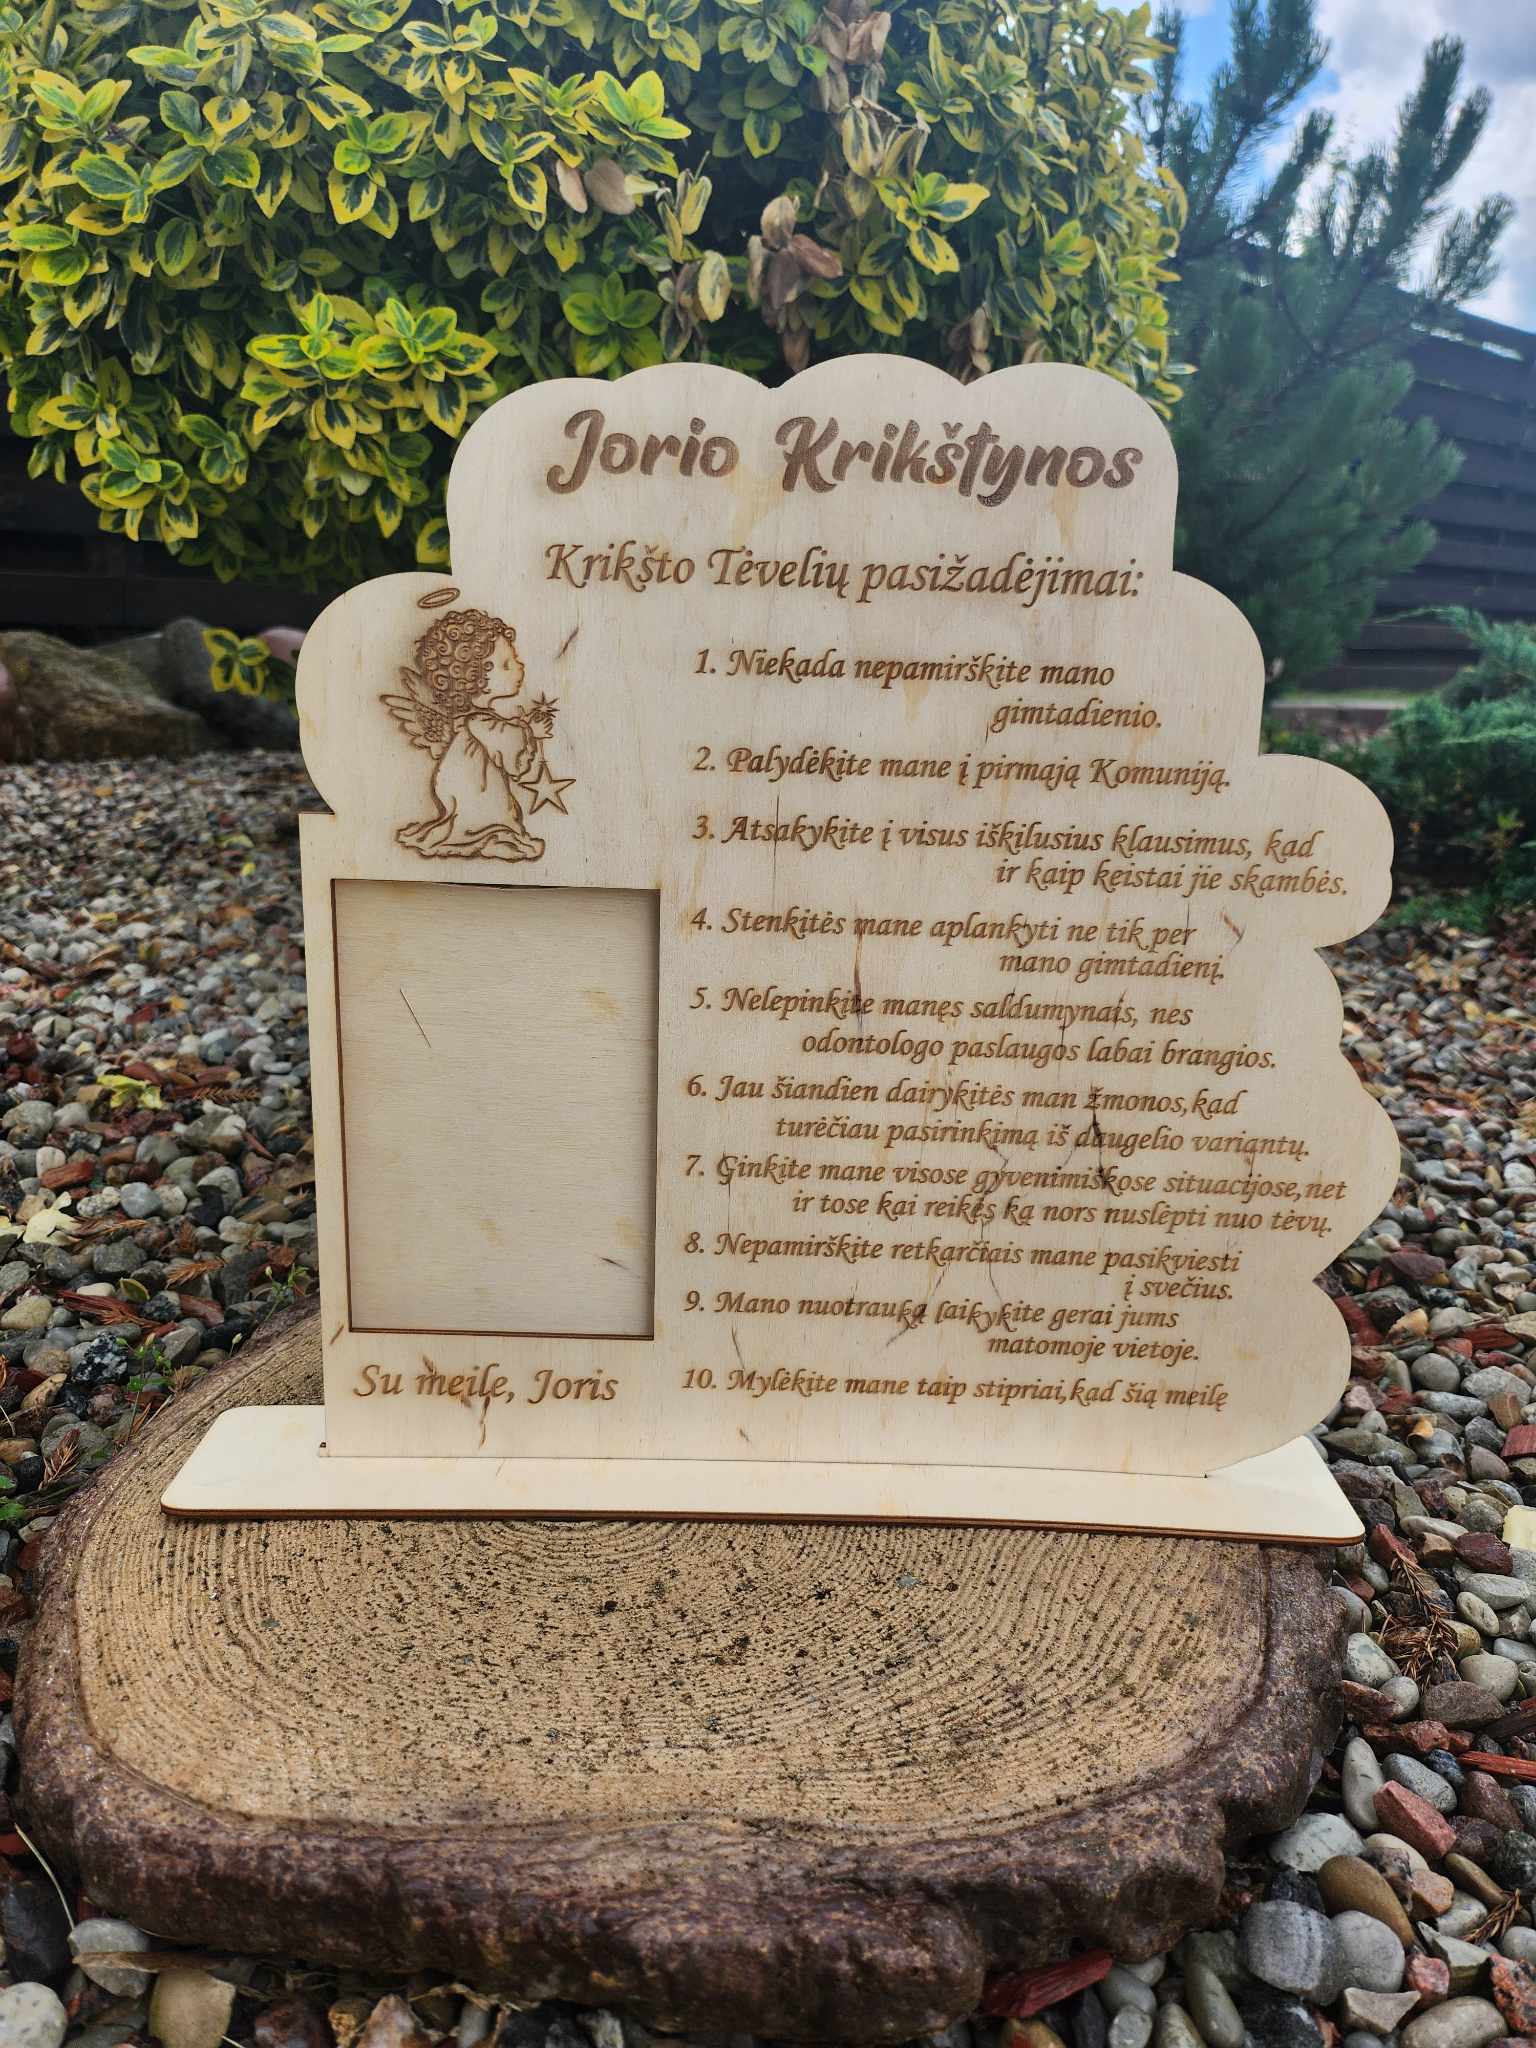 Jorio Krikštynos
Krikšto Tėvelių pasižadėjimai:
1. Niekada nepamirškite mano
gimtadienio.
2. Palydėkite mane į pirmąją Komuniją.
3. Atsakykite į visus iškilusius klausimus, kad
ir kaip keistai jie skambės.
4. Stenkitės mane aplankyti ne tik per
mano gimtadienį.
5. Nelepinkite manęs saldumynais, nes
odontologo paslaugos labai brangios.
6. Jau šiandien dairykitės man žmonos,kad
turėčiau pasirinkimą iš daugelio variantų.
7. Ginkite mane visose gyvenimiškose situacijose,net
ir tose kai reikės ką nors nuslėpti nuo tėvų.
8. Nepamirškite retkarčiais mane pasikviesti
į svečius.
9. Mano nuotrauką laikykite gerai jums
matomoje vietoje.
10. Mylėkite mane taip stipriai,kad šią meilę
Su meile, Joris